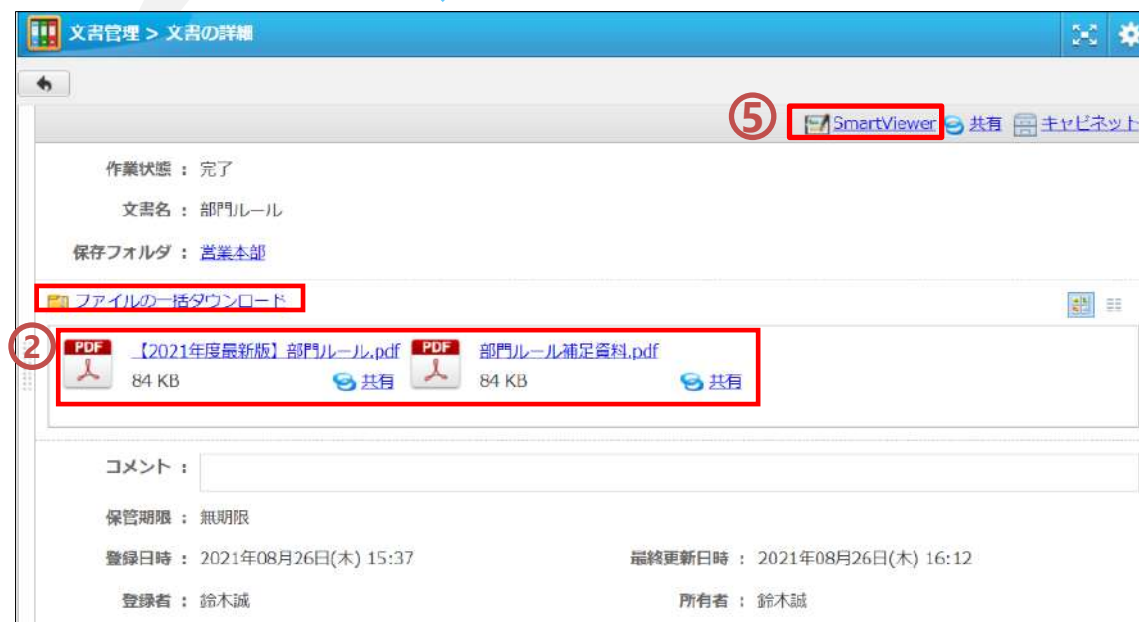 文書管理 > 文書の詳細
⑤ SmartViewer 共有 キャビネット
作業状態 : 完了
文書名 : 部門ルール
保存フォルダ : 営業本部
ファイルの一括ダウンロード
②
PDF 【2021年度最新版】部門ルール.pdf PDF 部門ルール補足資料.pdf
84 KB 共有 84 KB 共有
コメント :
保管期限 : 無期限
登録日時 : 2021年08月26日(木) 15:37 最終更新日時 : 2021年08月26日(木) 16:12
登録者 : 鈴木誠 所有者 : 鈴木誠